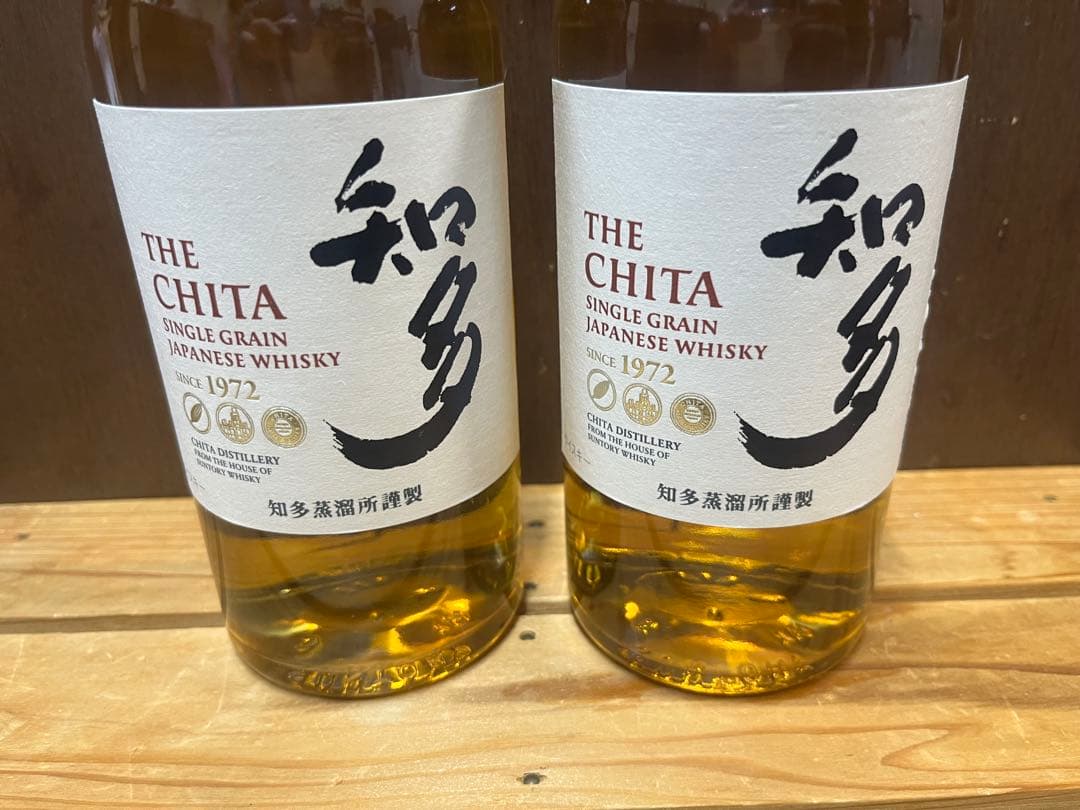 THE
CHITA
SINGLE GRAIN
JAPANESE WHISKY
SINCE 1972
CHITA DISTILLERY
FROM THE HOUSE OF
SUNTORY WHISKY
知多
知多蒸溜所謹製
THE
CHITA
SINGLE GRAIN
JAPANESE WHISKY
SINCE 1972
CHITA
CHITA DISTILLERY
FROM THE HOUSE OF
SUNTORY WHISKY
知多
知多蒸溜所謹製